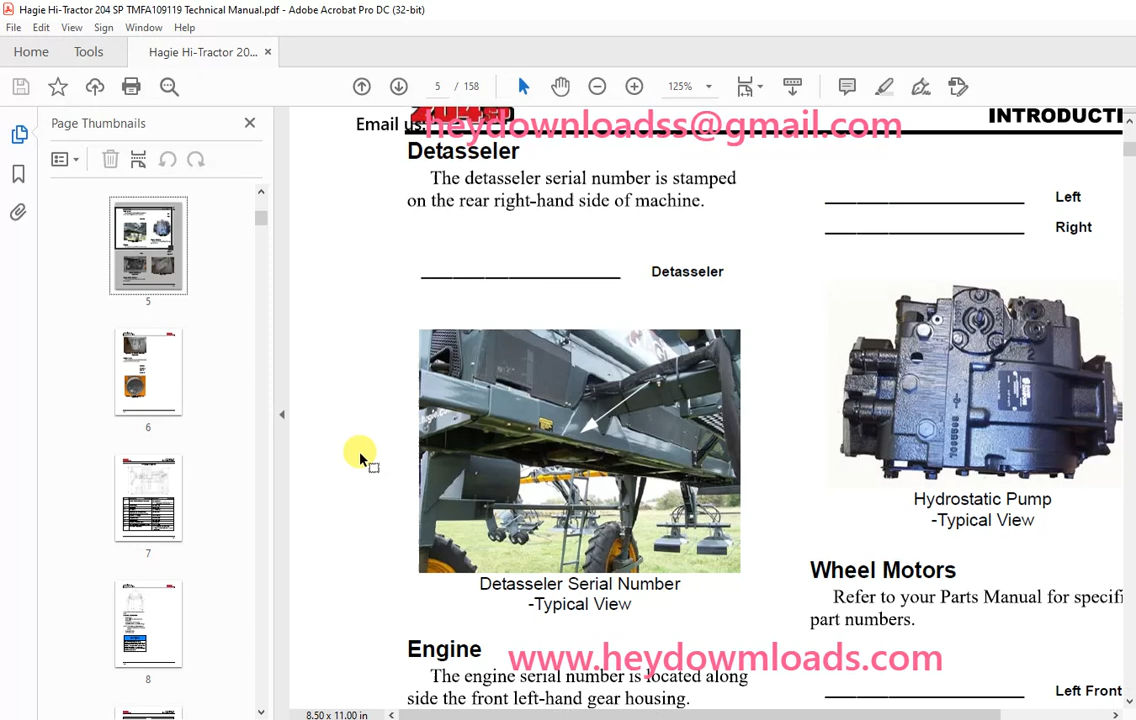 Hagie Hi-Tractor 204 SP TMFA109119 Technical Manual.pdf - Adobe Acrobat Pro DC (32-bit)
File Edit View Sign Window Help
Home Tools Hagie Hi-Tractor 20... ×
5 / 158 125%
Page Thumbnails
5
6
7
8
204SP
INTRODUCTI
Email us: heydownloadss@gmail.com
Detasseler
The detasseler serial number is stamped
on the rear right-hand side of machine.
Detasseler
Detasseler Serial Number
-Typical View
Engine
The engine serial number is located along
side the front left-hand gear housing.
Left
Right
Hydrostatic Pump
-Typical View
Wheel Motors
Refer to your Parts Manual for specifi
part numbers.
Left Front
www.heydowmloads.com
8.50 x 11.00 in